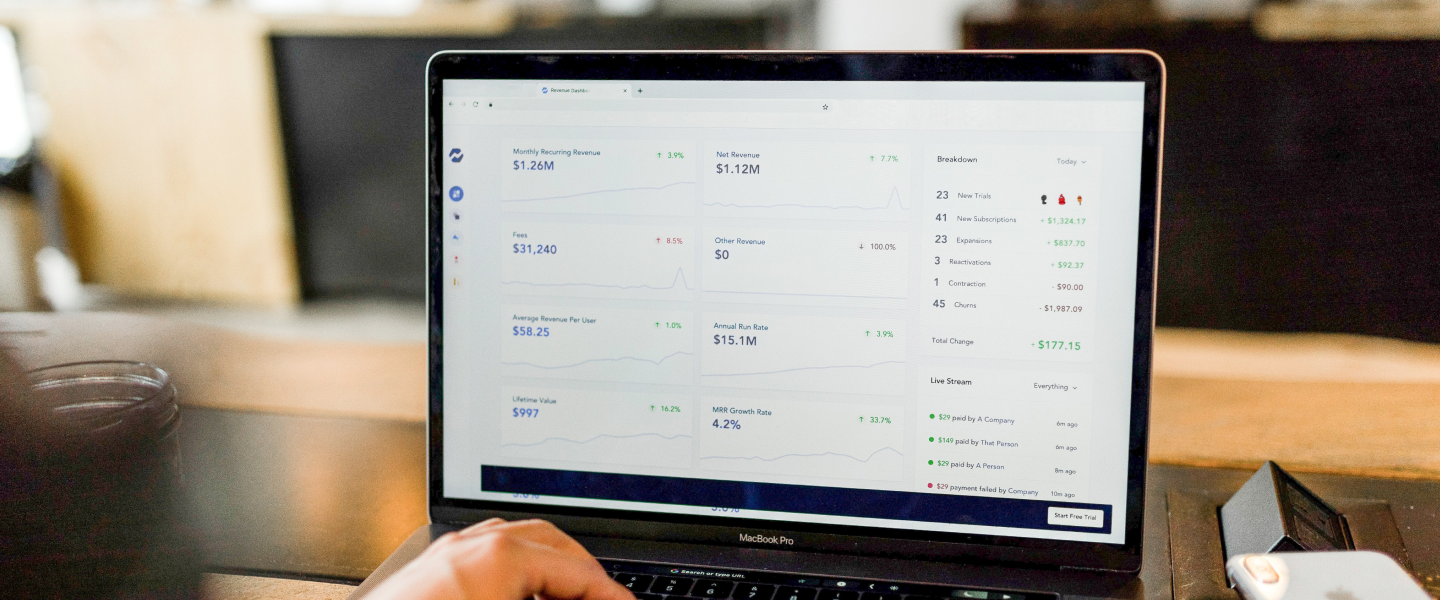 Revenue Dashbo
Monthly Recurring Revenue
↑ 3.9%
$1.26M
Net Revenue
↑ 7.7%
$1.12M
Fees
↑ 8.5%
$31,240
Other Revenue
↓ 100.0%
$0
Average Revenue Per User
↑ 1.0%
$58.25
Annual Run Rate
↑ 3.9%
$15.1M
Lifetime Value
↑ 16.2%
$997
MRR Growth Rate
↑ 33.7%
4.2%
Breakdown
Today
23 New Trials
41 New Subscriptions + $1,324.17
23 Expansions + $837.70
3 Reactivations + $92.37
1 Contraction - $90.00
45 Churns - $1,987.09
Total Change + $177.15
Live Stream
Everything
$29 paid by A Company 6m ago
$149 paid by That Person 6m ago
$29 paid by A Person 8m ago
$29 payment failed by Company 10m ago
Start Free Trial
MacBook Pro
Search or type URL